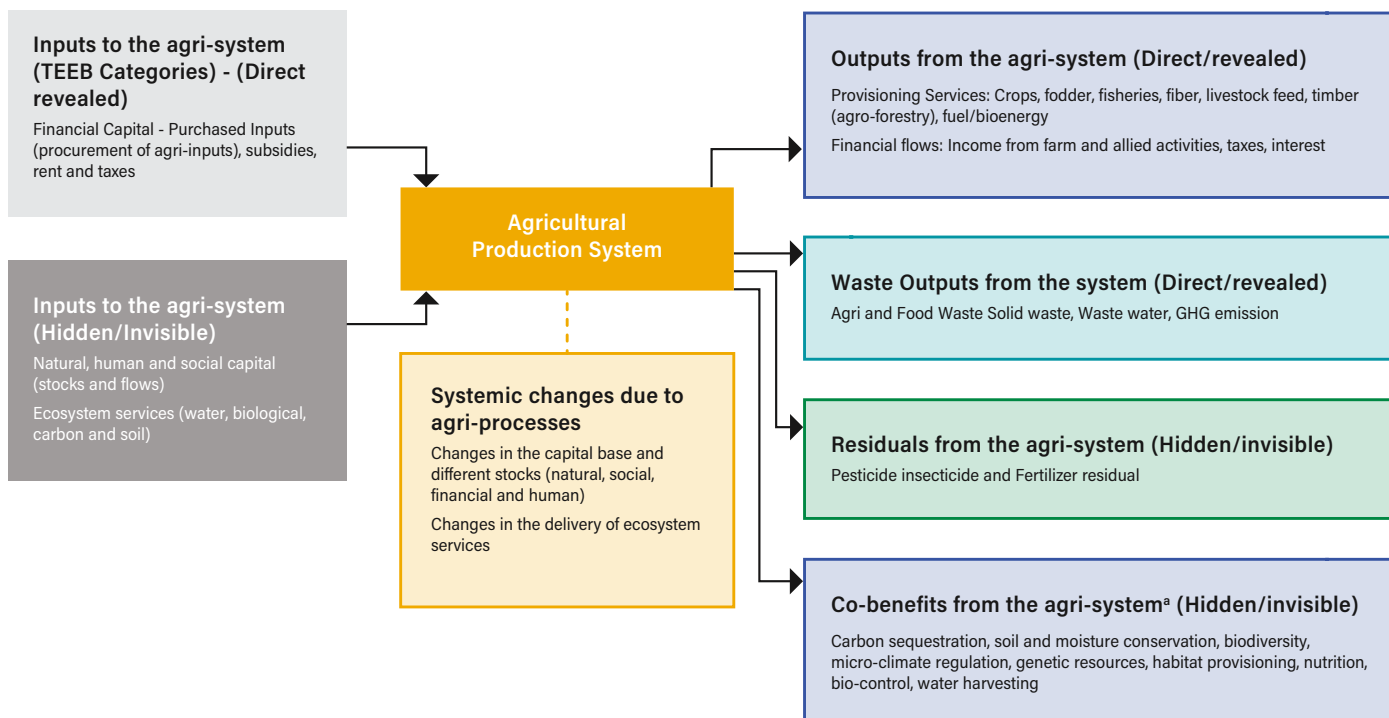 Inputs to the agri-system
(TEEB Categories) - (Direct
revealed)
Financial Capital - Purchased Inputs
(procurement of agri-inputs), subsidies,
rent and taxes
Inputs to the agri-system
(Hidden/Invisible)
Natural, human and social capital
(stocks and flows)
Ecosystem services (water, biological,
carbon and soil)
Agricultural
Production System
Systemic changes due to
agri-processes
Changes in the capital base and
different stocks (natural, social,
financial and human)
Changes in the delivery of ecosystem
services
Outputs from the agri-system (Direct/revealed)
Provisioning Services: Crops, fodder, fisheries, fiber, livestock feed, timber
(agro-forestry), fuel/bioenergy
Financial flows: Income from farm and allied activities, taxes, interest
Waste Outputs from the system (Direct/revealed)
Agri and Food Waste Solid waste, Waste water, GHG emission
Residuals from the agri-system (Hidden/invisible)
Pesticide insecticide and Fertilizer residual
Co-benefits from the agri-systemᵃ (Hidden/invisible)
Carbon sequestration, soil and moisture conservation, biodiversity,
micro-climate regulation, genetic resources, habitat provisioning, nutrition,
bio-control, water harvesting